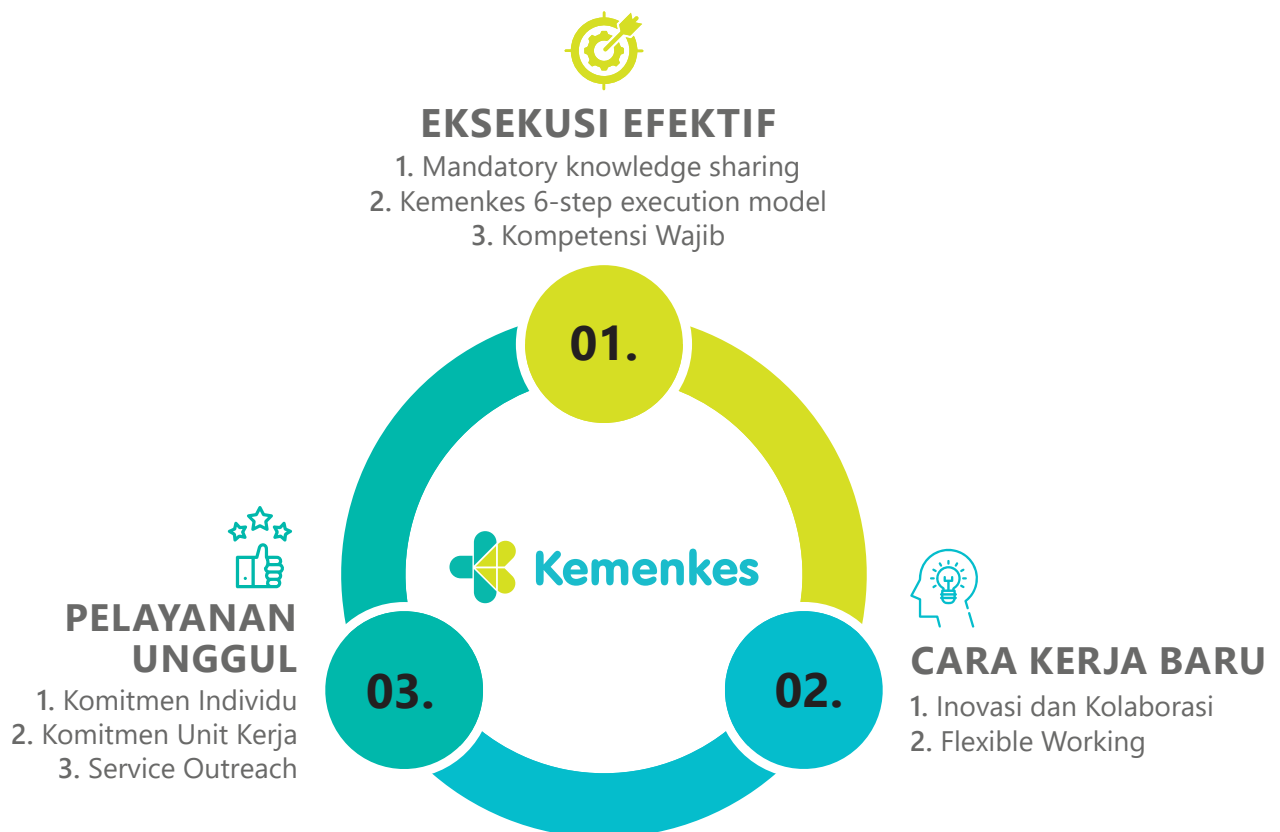 EKSEKUSI EFEKTIF
1. Mandatory knowledge sharing
2. Kemenkes 6-step execution model
3. Kompetensi Wajib
01.
Kemenkes
02.
CARA KERJA BARU
1. Inovasi dan Kolaborasi
2. Flexible Working
03.
PELAYANAN
UNGGUL
1. Komitmen Individu
2. Komitmen Unit Kerja
3. Service Outreach